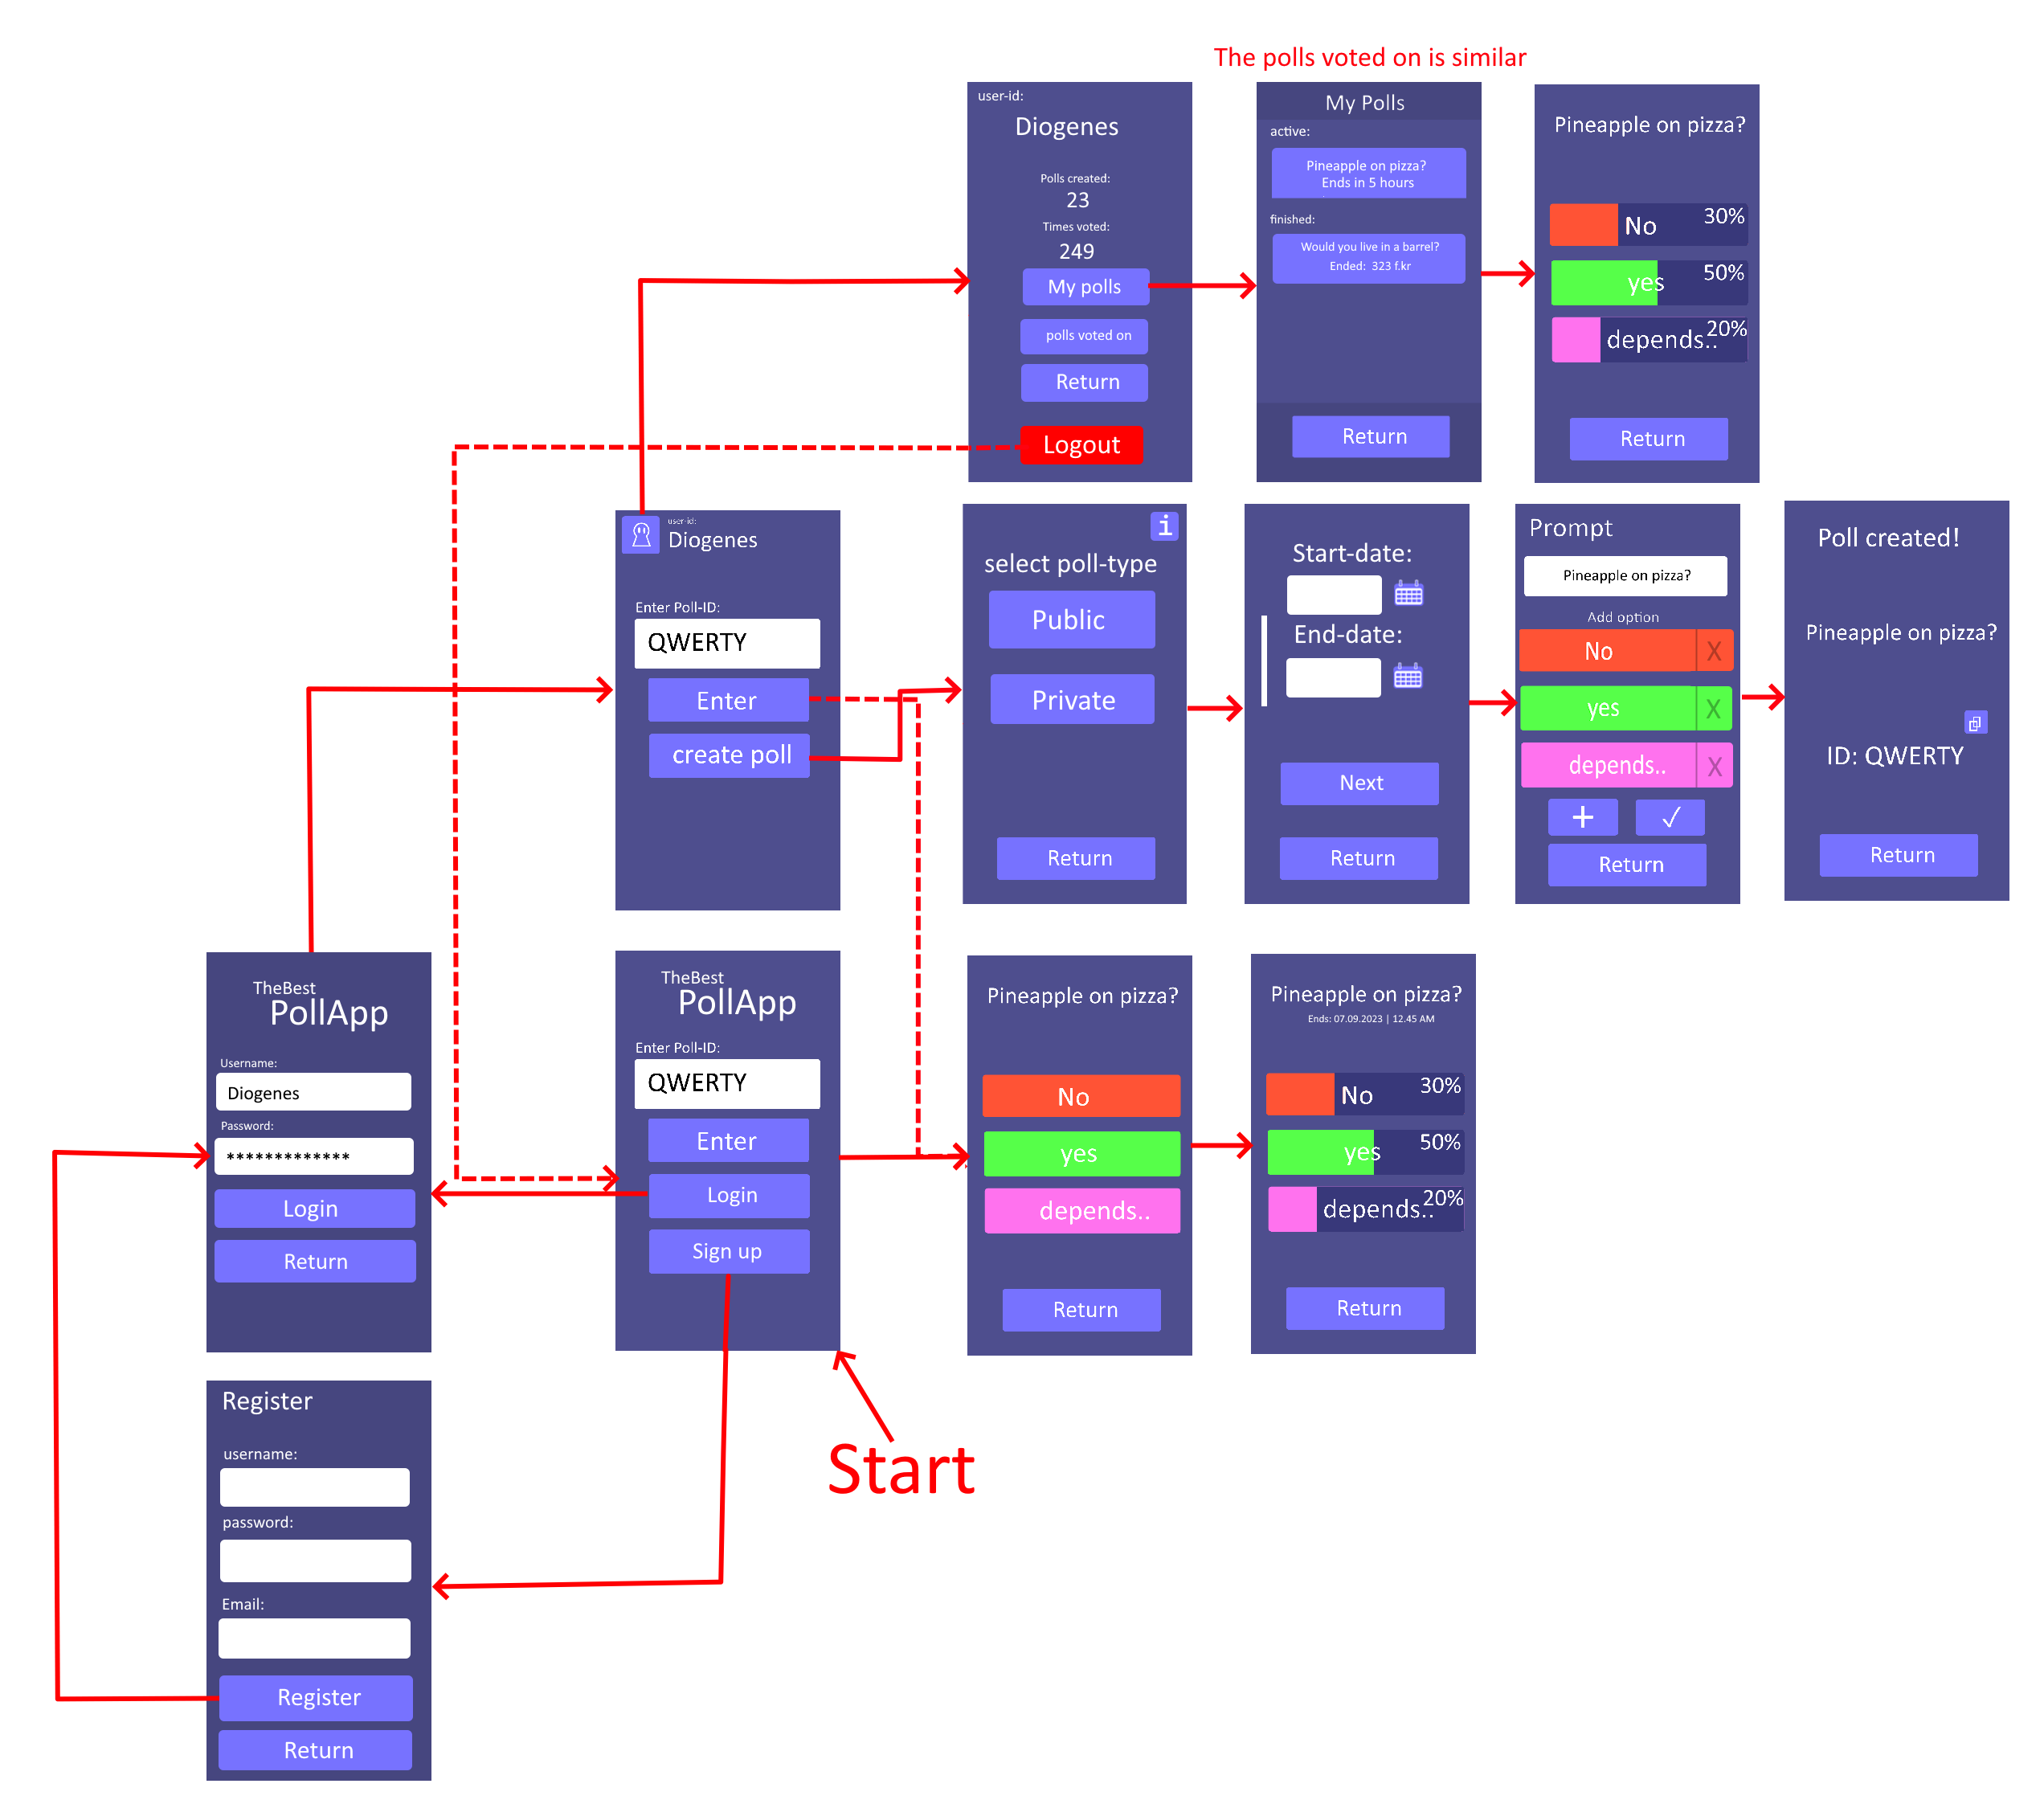 The polls voted on is similar
user-id:
Diogenes
Polls created:
23
Times voted:
249
My polls
polls voted on
Return
Logout
My Polls
active:
Pineapple on pizza?
Ends in 5 hours
finished:
Would you live in a barrel?
Ended: 323 f.kr
Return
Pineapple on pizza?
No 30%
yes 50%
depends.. 20%
Return
user-id:
Diogenes
Enter Poll-ID:
QWERTY
Enter
create poll
i
select poll-type
Public
Private
Return
Start-date:
End-date:
Next
Return
Prompt
Pineapple on pizza?
Add option
No X
yes X
depends.. X
+ ✓
Return
Poll created!
Pineapple on pizza?
ID: QWERTY
Return
TheBest
PollApp
Username:
Diogenes
Password:
*************
Login
Return
TheBest
PollApp
Enter Poll-ID:
QWERTY
Enter
Login
Sign up
Pineapple on pizza?
No
yes
depends..
Return
Pineapple on pizza?
Ends: 07.09.2023 | 12.45 AM
No 30%
yes 50%
depends.. 20%
Return
Start
Register
username:
password:
Email:
Register
Return